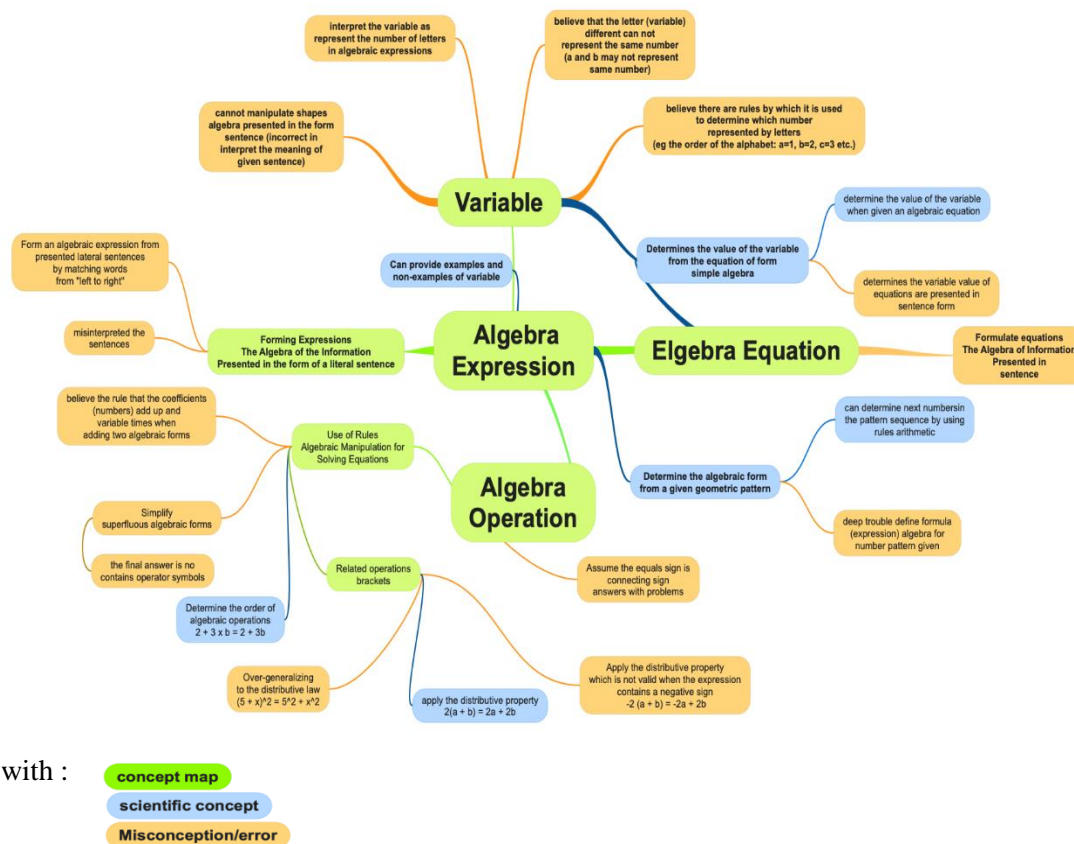 interpret the variable as
represent the number of letters
in algebraic expressions
believe that the letter (variable)
different can not
represent the same number
(a and b may not represent
same number)
cannot manipulate shapes
algebra presented in the form
sentence (incorrect in
interpret the meaning of
given sentence)
believe there are rules by which it is used
to determine which number
represented by letters
(eg the order of the alphabet: a=1, b=2, c=3 etc.)
Variable
determine the value of the variable
when given an algebraic equation
Form an algebraic expression from
presented lateral sentences
by matching words
from "left to right"
Can provide examples and
non-examples of variable
Determines the value of the variable
from the equation of form
simple algebra
determines the variable value of
equations are presented in
sentence form
misinterpreted the
sentences
Forming Expressions
The Algebra of the Information
Presented in the form of a literal sentence
Algebra
Expression
Elgebra Equation
Formulate equations
The Algebra of Information
Presented in
sentence
believe the rule that the coefficients
(numbers) add up and
variable times when
adding two algebraic forms
Use of Rules
Algebraic Manipulation for
Solving Equations
can determine next numbersin
the pattern sequence by using
rules arithmetic
Algebra
Operation
Determine the algebraic form
from a given geometric pattern
Simplify
superfluous algebraic forms
deep trouble define formula
(expression) algebra for
number pattern given
the final answer is no
contains operator symbols
Related operations
brackets
Assume the equals sign is
connecting sign
answers with problems
Determine the order of
algebraic operations
2 + 3 x b = 2 + 3b
Over-generalizing
to the distributive law
(5 + x)^2 = 5^2 + x^2
apply the distributive property
2(a + b) = 2a + 2b
Apply the distributive property
which is not valid when the expression
contains a negative sign
-2 (a + b) = -2a + 2b
with :
concept map
scientific concept
Misconception/error